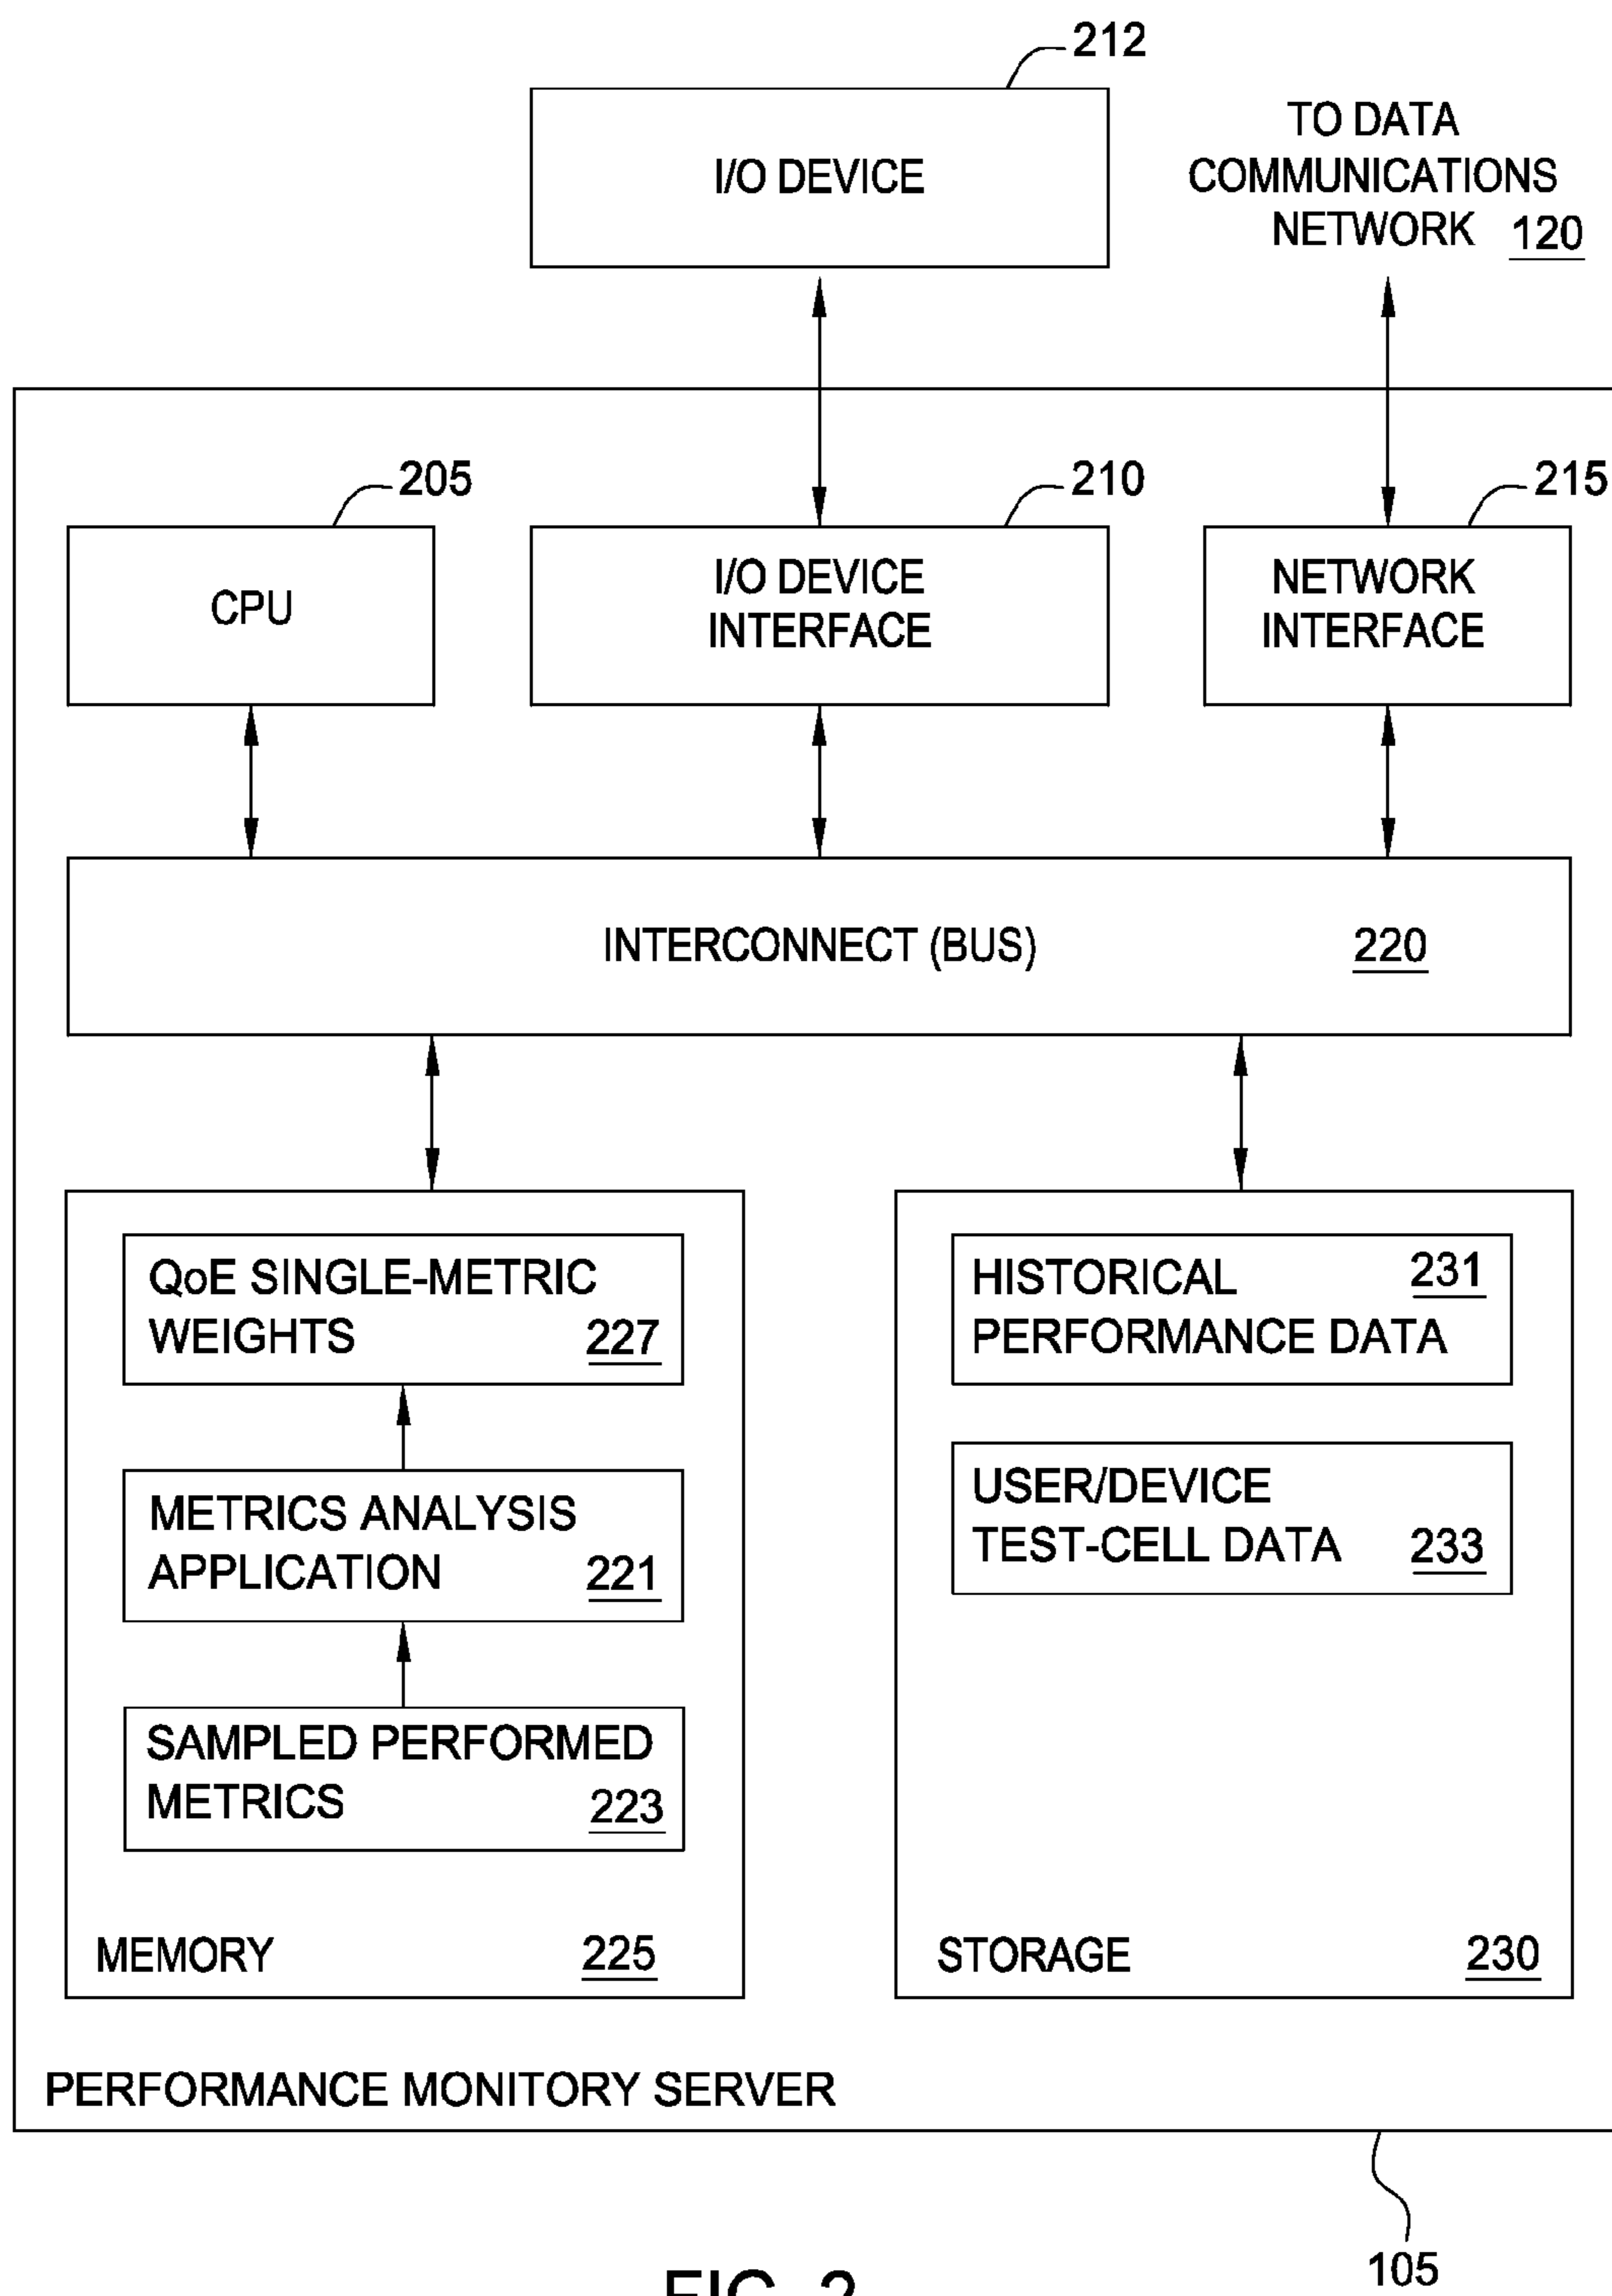 212
I/O DEVICE
TO DATA
COMMUNICATIONS
NETWORK 120
205
210
215
CPU
I/O DEVICE
INTERFACE
NETWORK
INTERFACE
INTERCONNECT (BUS) 220
QoE SINGLE-METRIC
WEIGHTS 227
METRICS ANALYSIS
APPLICATION 221
SAMPLED PERFORMED
METRICS 223
MEMORY 225
HISTORICAL 231
PERFORMANCE DATA
USER/DEVICE
TEST-CELL DATA 233
STORAGE 230
PERFORMANCE MONITORY SERVER
105
FIG. 2